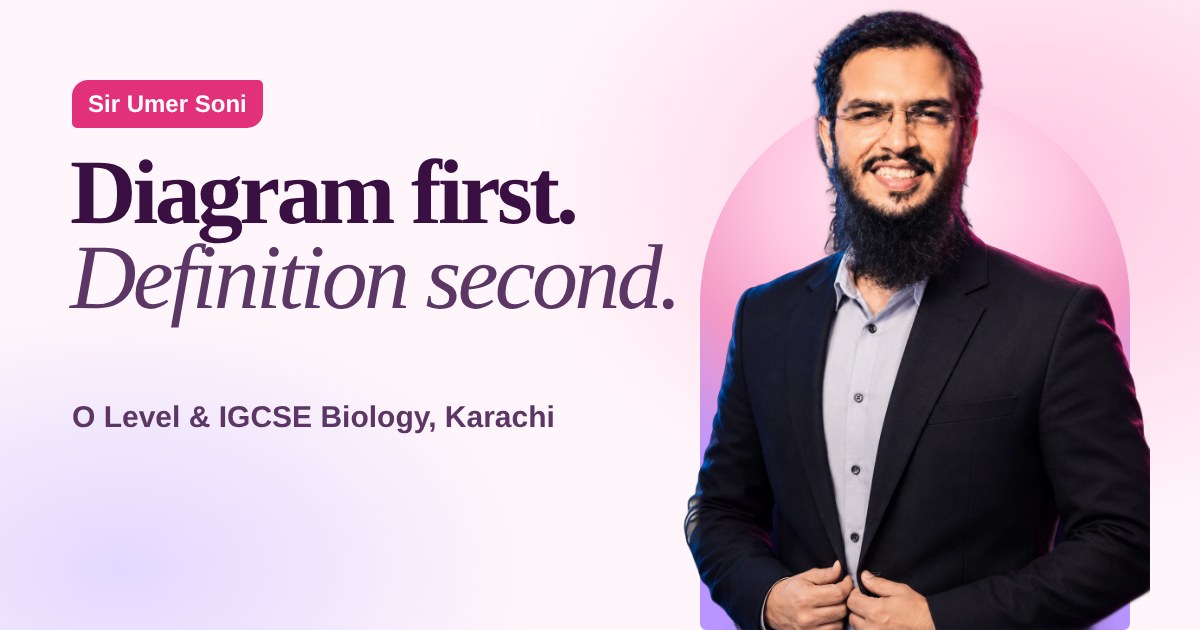 Sir Umer Soni
Diagram first.
Definition second.
O Level & IGCSE Biology, Karachi